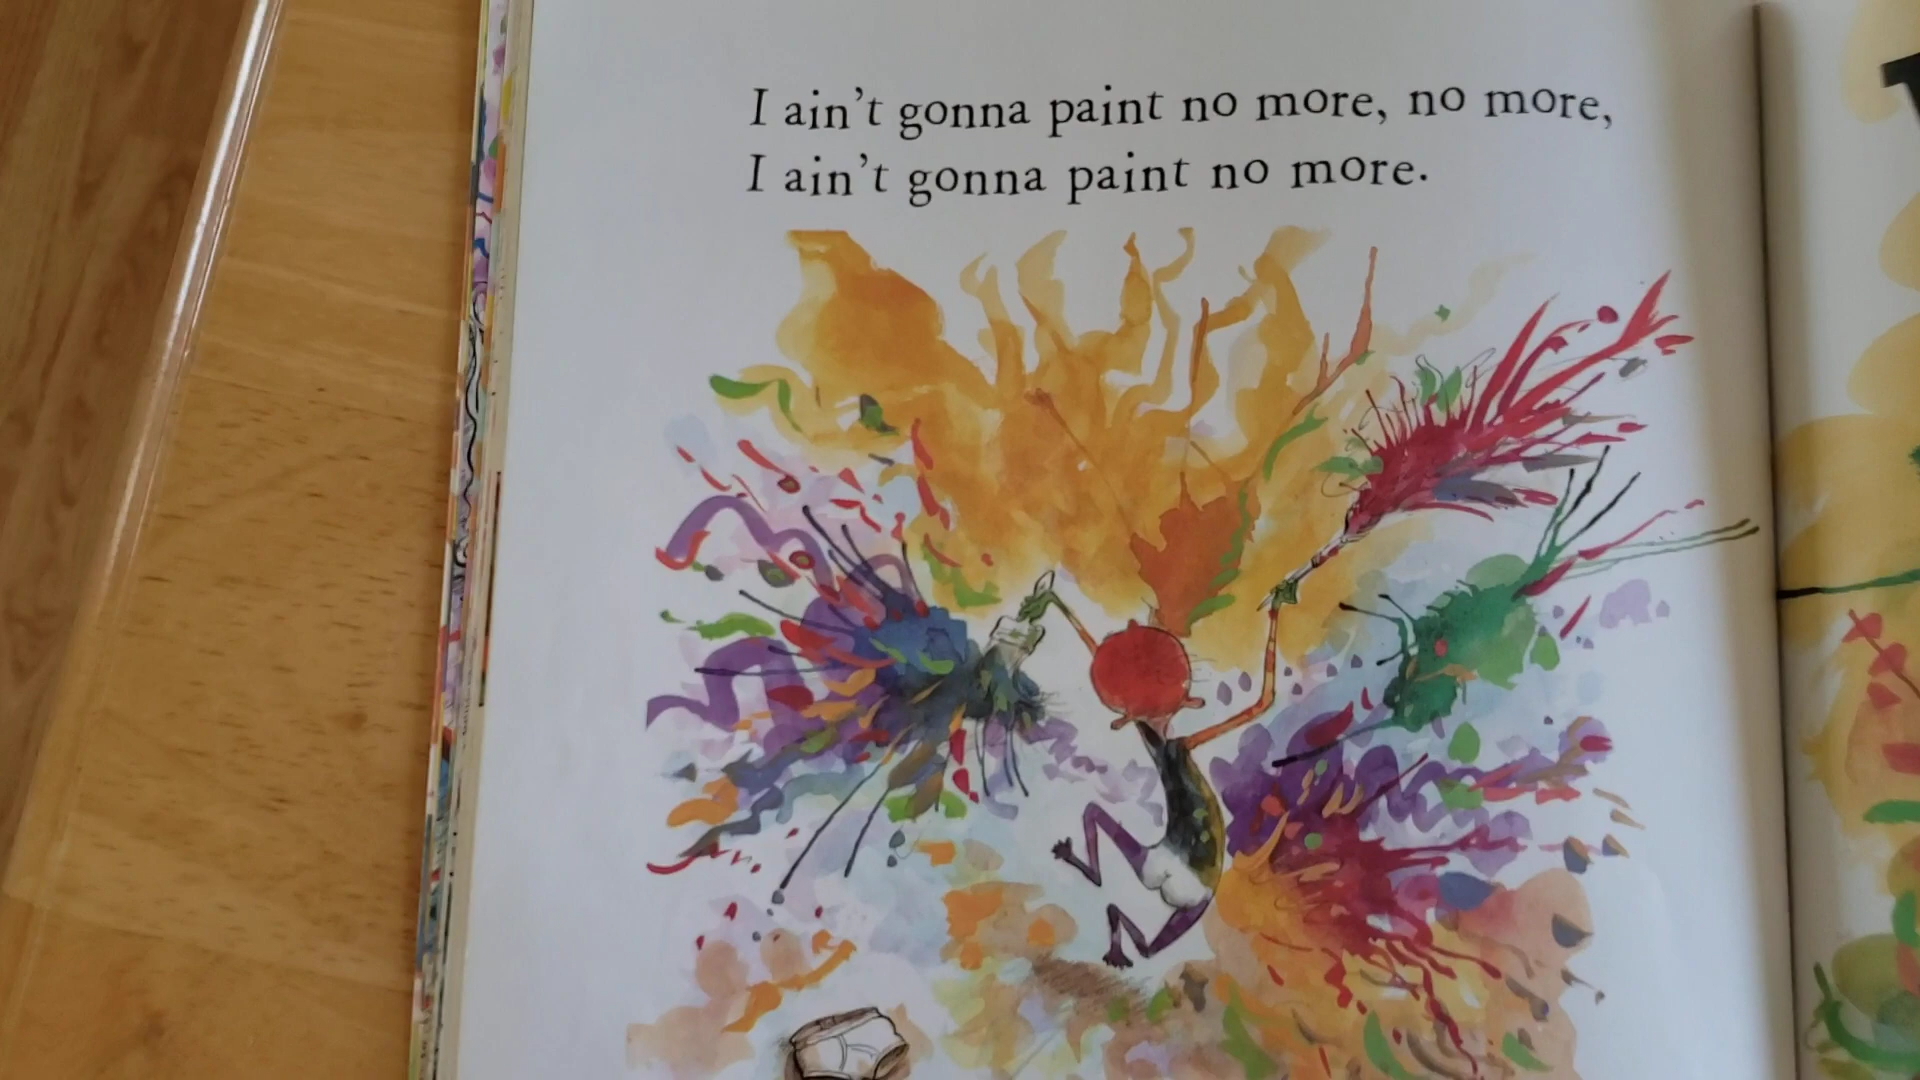 I ain't gonna paint no more, no more,
I ain't gonna paint no more.